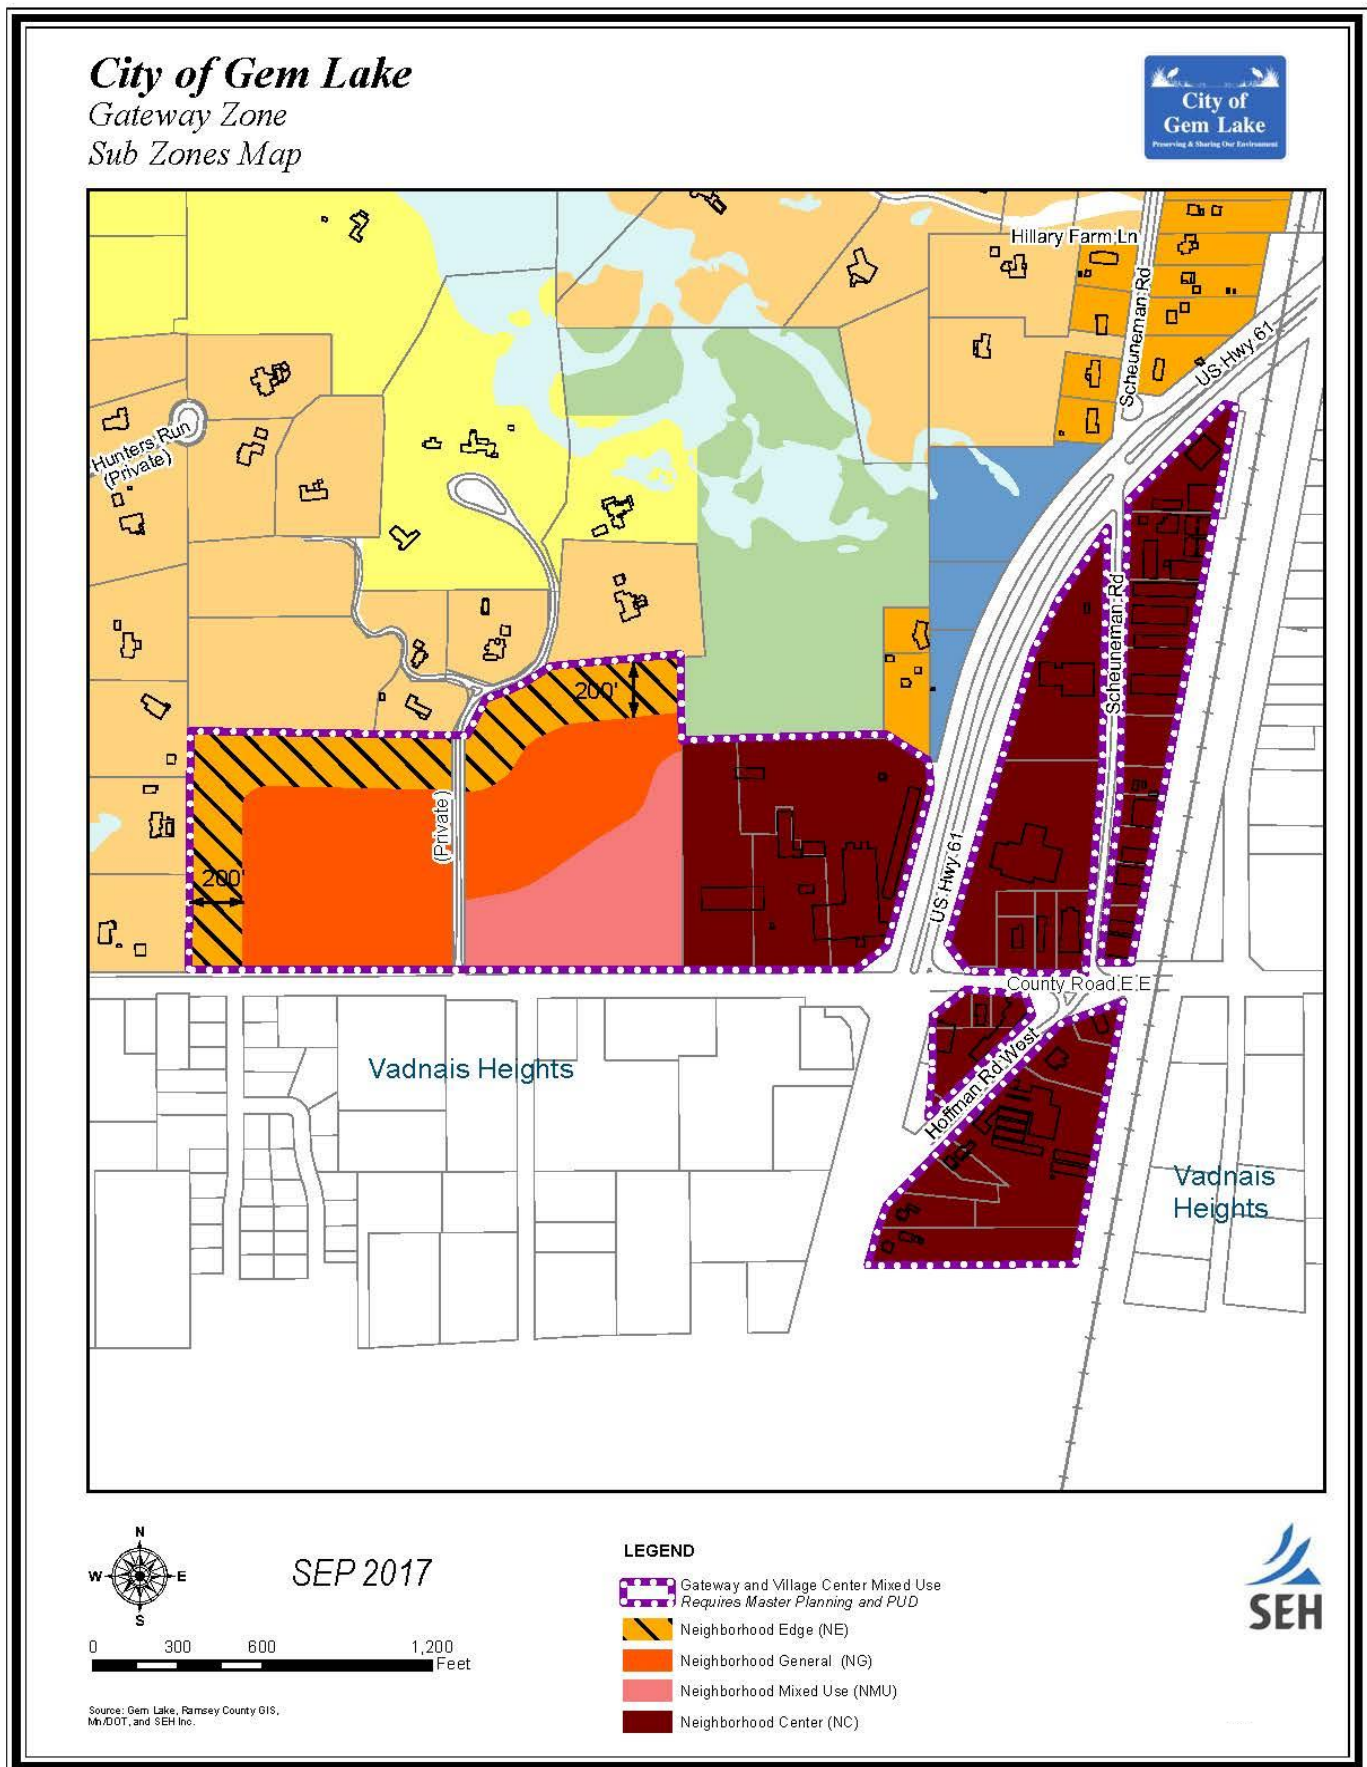 City of Gem Lake
Gateway Zone
Sub Zones Map
City of
Gem Lake
Preserving & Sharing Our Environment
Hillary Farm Ln
Scheuneman Rd
US Hwy 61
Hunters Run
(Private)
Scheuneman Rd
200'
(Private)
200'
US Hwy 61
County Road E E
Hoffman Rd West
Vadnais Heights
Vadnais
Heights
N
W E
S
SEP 2017
0 300 600 1,200
Feet
Source: Gem Lake, Ramsey County GIS,
Mn/DOT, and SEH Inc.
LEGEND
Gateway and Village Center Mixed Use
Requires Master Planning and PUD
Neighborhood Edge (NE)
Neighborhood General (NG)
Neighborhood Mixed Use (NMU)
Neighborhood Center (NC)
SEH